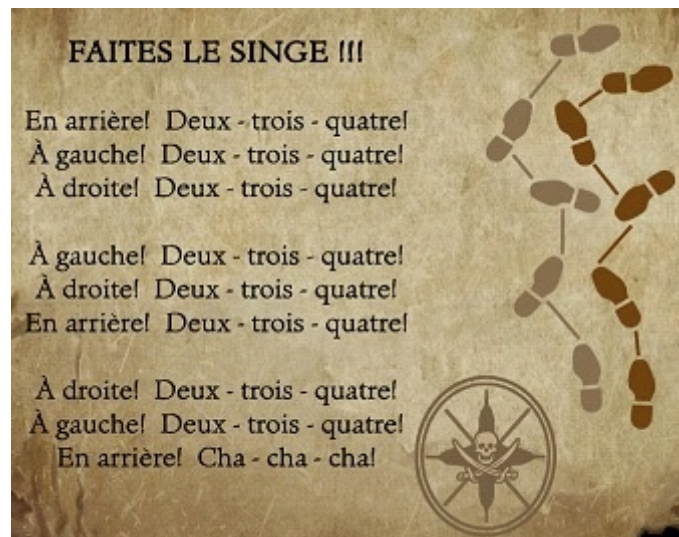 FAITES LE SINGE !!!
En arrière! Deux - trois - quatre!
À gauche! Deux - trois - quatre!
À droite! Deux - trois - quatre!
À gauche! Deux - trois - quatre!
À droite! Deux - trois - quatre!
En arrière! Deux - trois - quatre!
À droite! Deux - trois - quatre!
À gauche! Deux - trois - quatre!
En arrière! Cha - cha - cha!